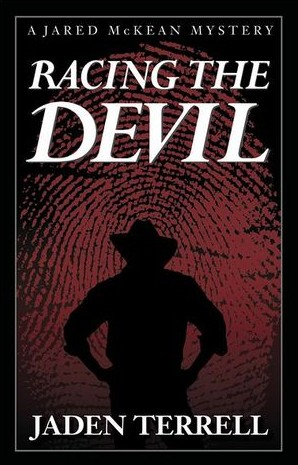 A JARED McKEAN MYSTERY
RACING THE
DEVIL
JADEN TERRELL